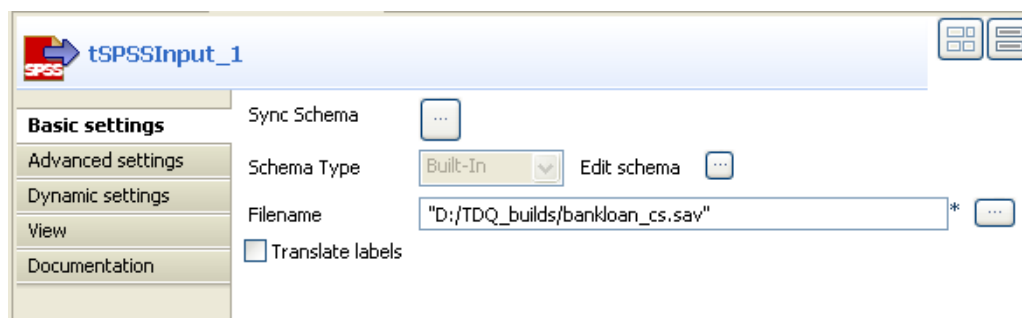 SPSS
tSPSSInput_1
Basic settings
Advanced settings
Dynamic settings
View
Documentation
Sync Schema ...
Schema Type Built-In Edit schema ...
Filename "D:/TDQ_builds/bankloan_cs.sav" * ...
Translate labels